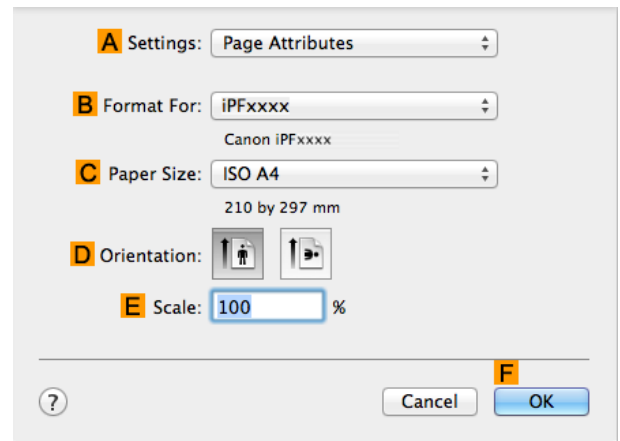 A Settings: Page Attributes
B Format For: iPFxxxx
Canon iPFxxxx
C Paper Size: ISO A4
210 by 297 mm
D Orientation:
E Scale: 100 %
F
? Cancel OK